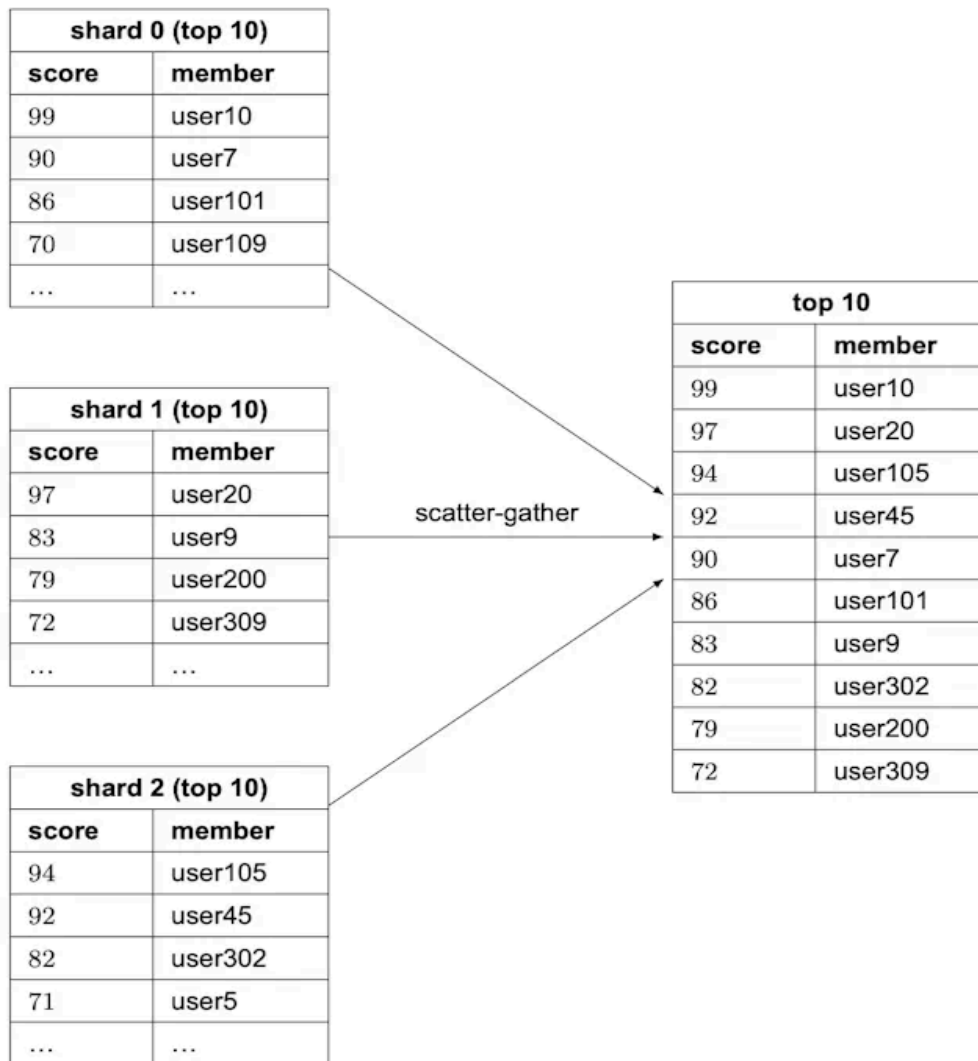 shard 0 (top 10)
score member
99 user10
90 user7
86 user101
70 user109
… …
shard 1 (top 10)
score member
97 user20
83 user9
79 user200
72 user309
… …
shard 2 (top 10)
score member
94 user105
92 user45
82 user302
71 user5
… …
scatter-gather
top 10
score member
99 user10
97 user20
94 user105
92 user45
90 user7
86 user101
83 user9
82 user302
79 user200
72 user309